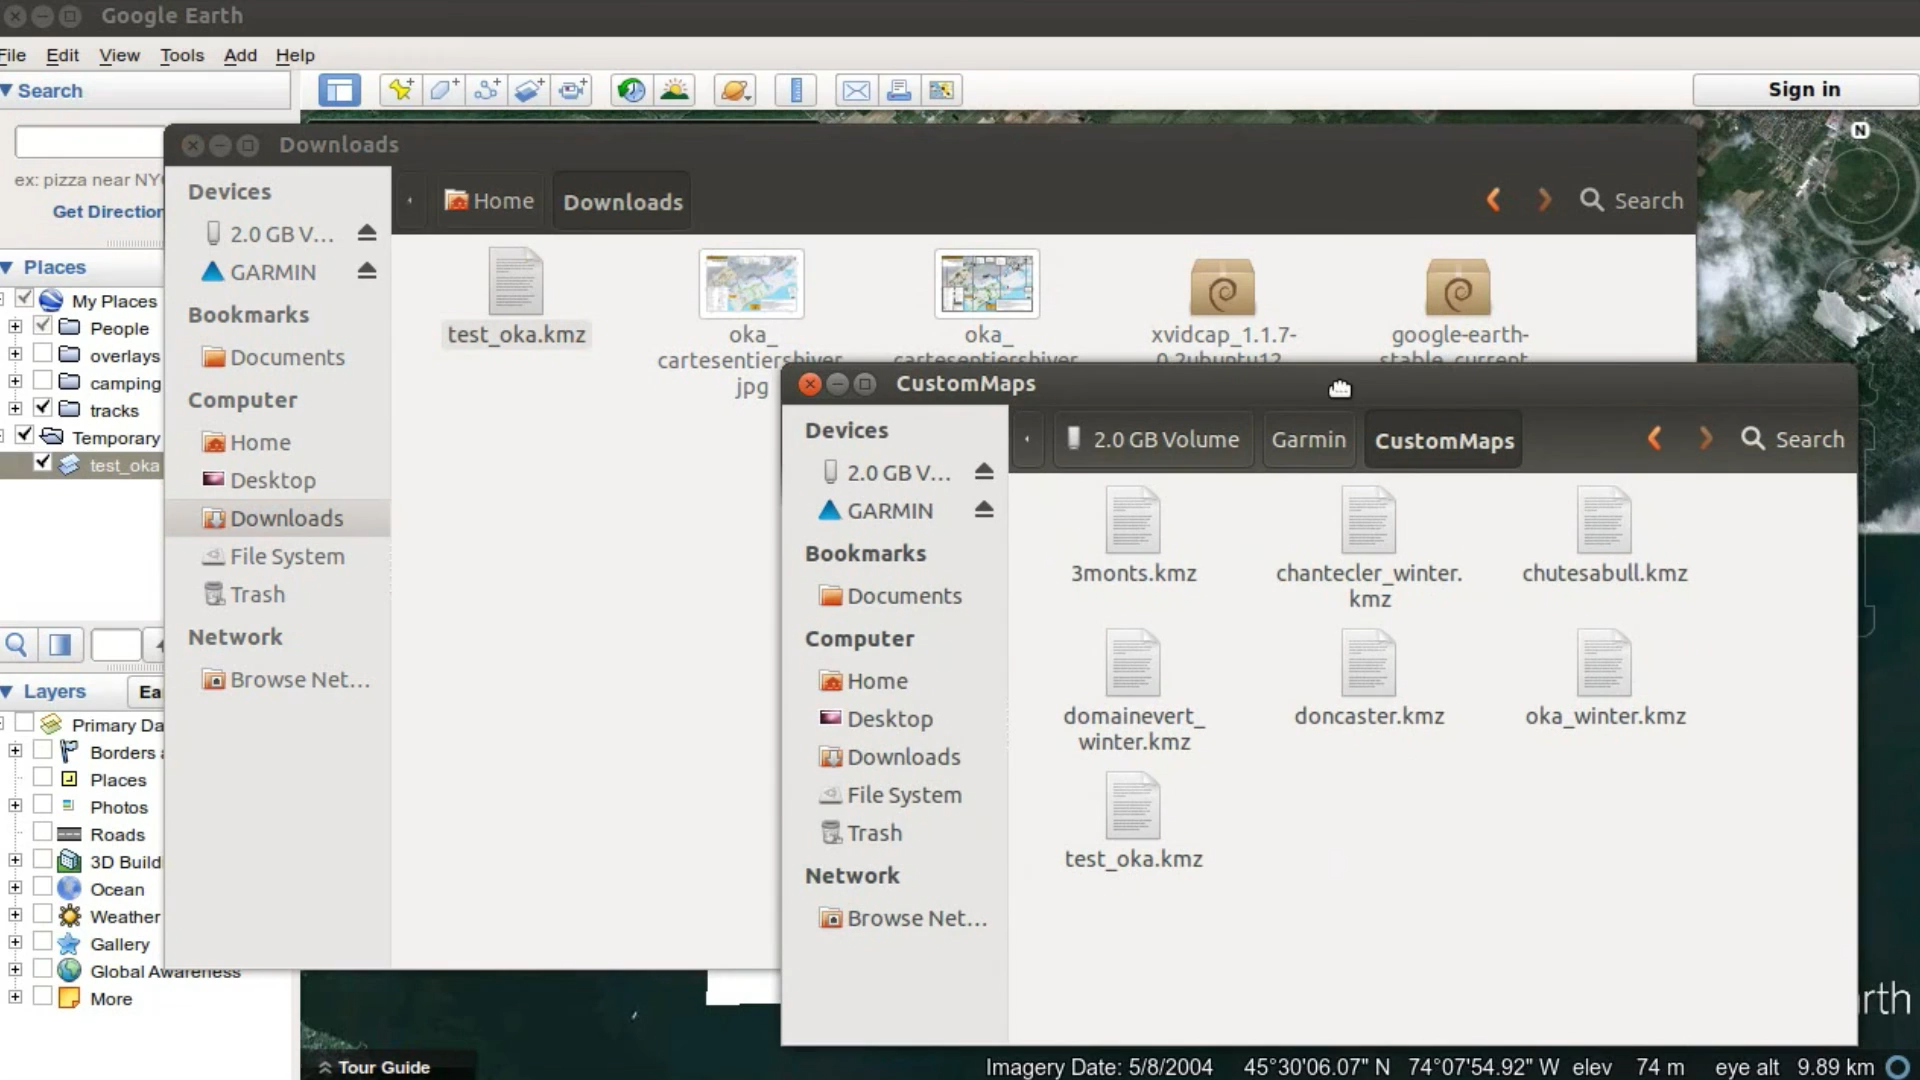 Google Earth
File Edit View Tools Add Help
Search
Sign in
ex: pizza near NY
Get Direction
Places
My Places
People
overlays
camping
tracks
Temporary
test_oka
Layers
Ea
Primary Da
Borders a
Places
Photos
Roads
3D Build
Ocean
Weather
Gallery
Global Awareness
More
Downloads
Devices
2.0 GB V...
GARMIN
Bookmarks
Documents
Computer
Home
Desktop
Downloads
File System
Trash
Network
Browse Net...
Home Downloads Search
test_oka.kmz
oka_
cartesentiershiver
jpg
oka_
cartesentiershiver
xvidcap_1.1.7-
0.2ubuntu12
google-earth-
stable_current
CustomMaps
Devices
2.0 GB V...
GARMIN
Bookmarks
Documents
Computer
Home
Desktop
Downloads
File System
Trash
Network
Browse Net...
2.0 GB Volume Garmin CustomMaps Search
3monts.kmz
chantecler_winter.
kmz
chutesabull.kmz
domainevert_
winter.kmz
doncaster.kmz
oka_winter.kmz
test_oka.kmz
N
rth
Tour Guide
Imagery Date: 5/8/2004 45°30'06.07" N 74°07'54.92" W elev 74 m eye alt 9.89 km